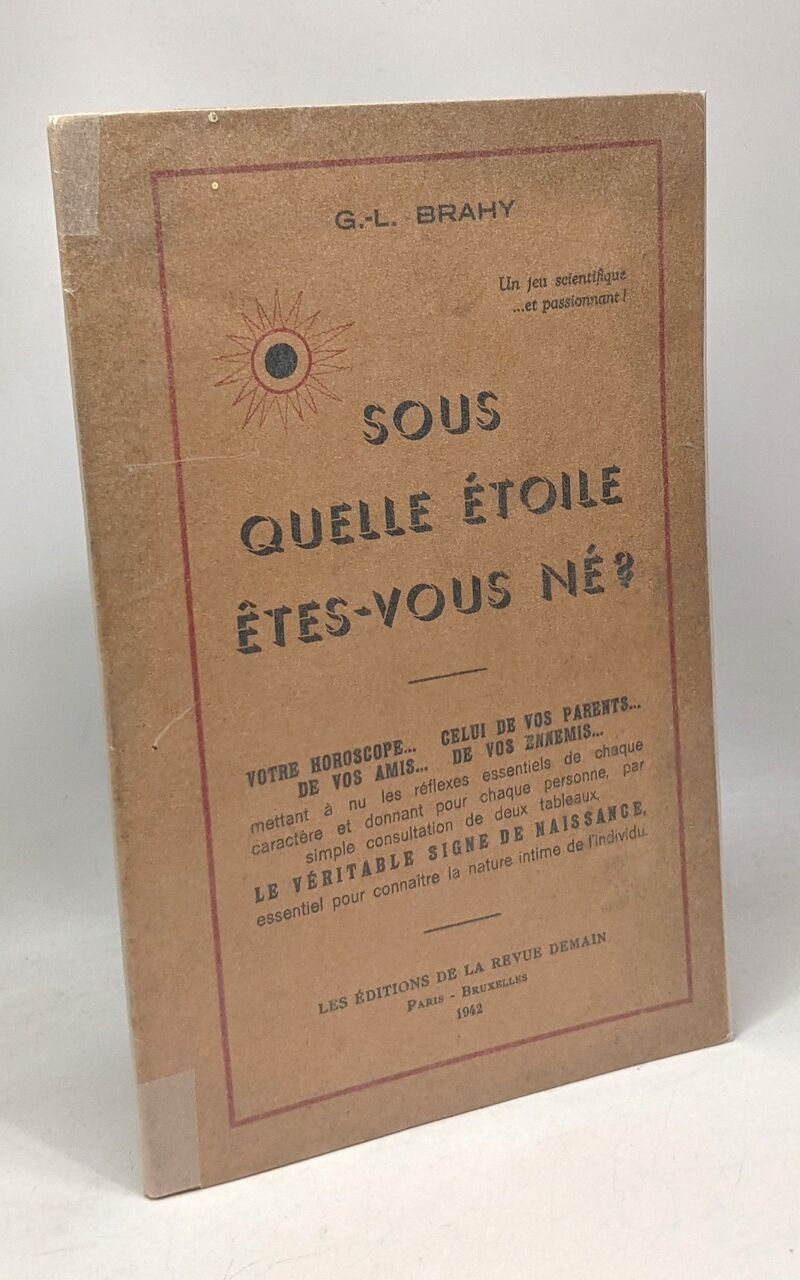 G.-L. BRAHY
Un jeu scientifique
...et passionnant!
SOUS
QUELLE ÉTOILE
ÊTES-VOUS NÉ?
VOTRE HOROSCOPE... CELUI DE VOS PARENTS...
DE VOS AMIS... DE VOS ENNEMIS...
mettant à nu les réflexes essentiels de chaque
caractère et donnant pour chaque personne, par
simple consultation de deux tableaux,
LE VÉRITABLE SIGNE DE NAISSANCE,
essentiel pour connaître la nature intime de l'individu.
LES ÉDITIONS DE LA REVUE DEMAIN
PARIS - BRUXELLES
1942